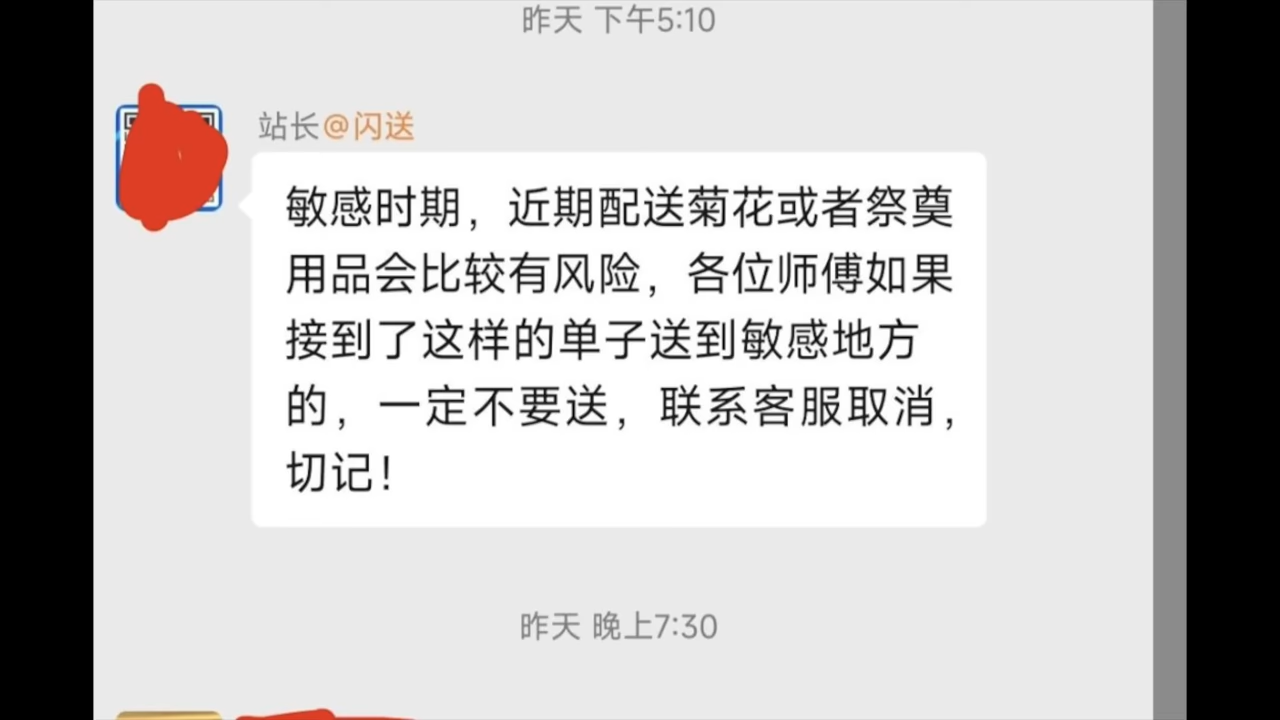 昨天 下午5:10
站长@闪送
敏感时期，近期配送菊花或者祭奠
用品会比较有风险，各位师傅如果
接到了这样的单子送到敏感地方
的，一定不要送，联系客服取消，
切记！
昨天 晚上7:30